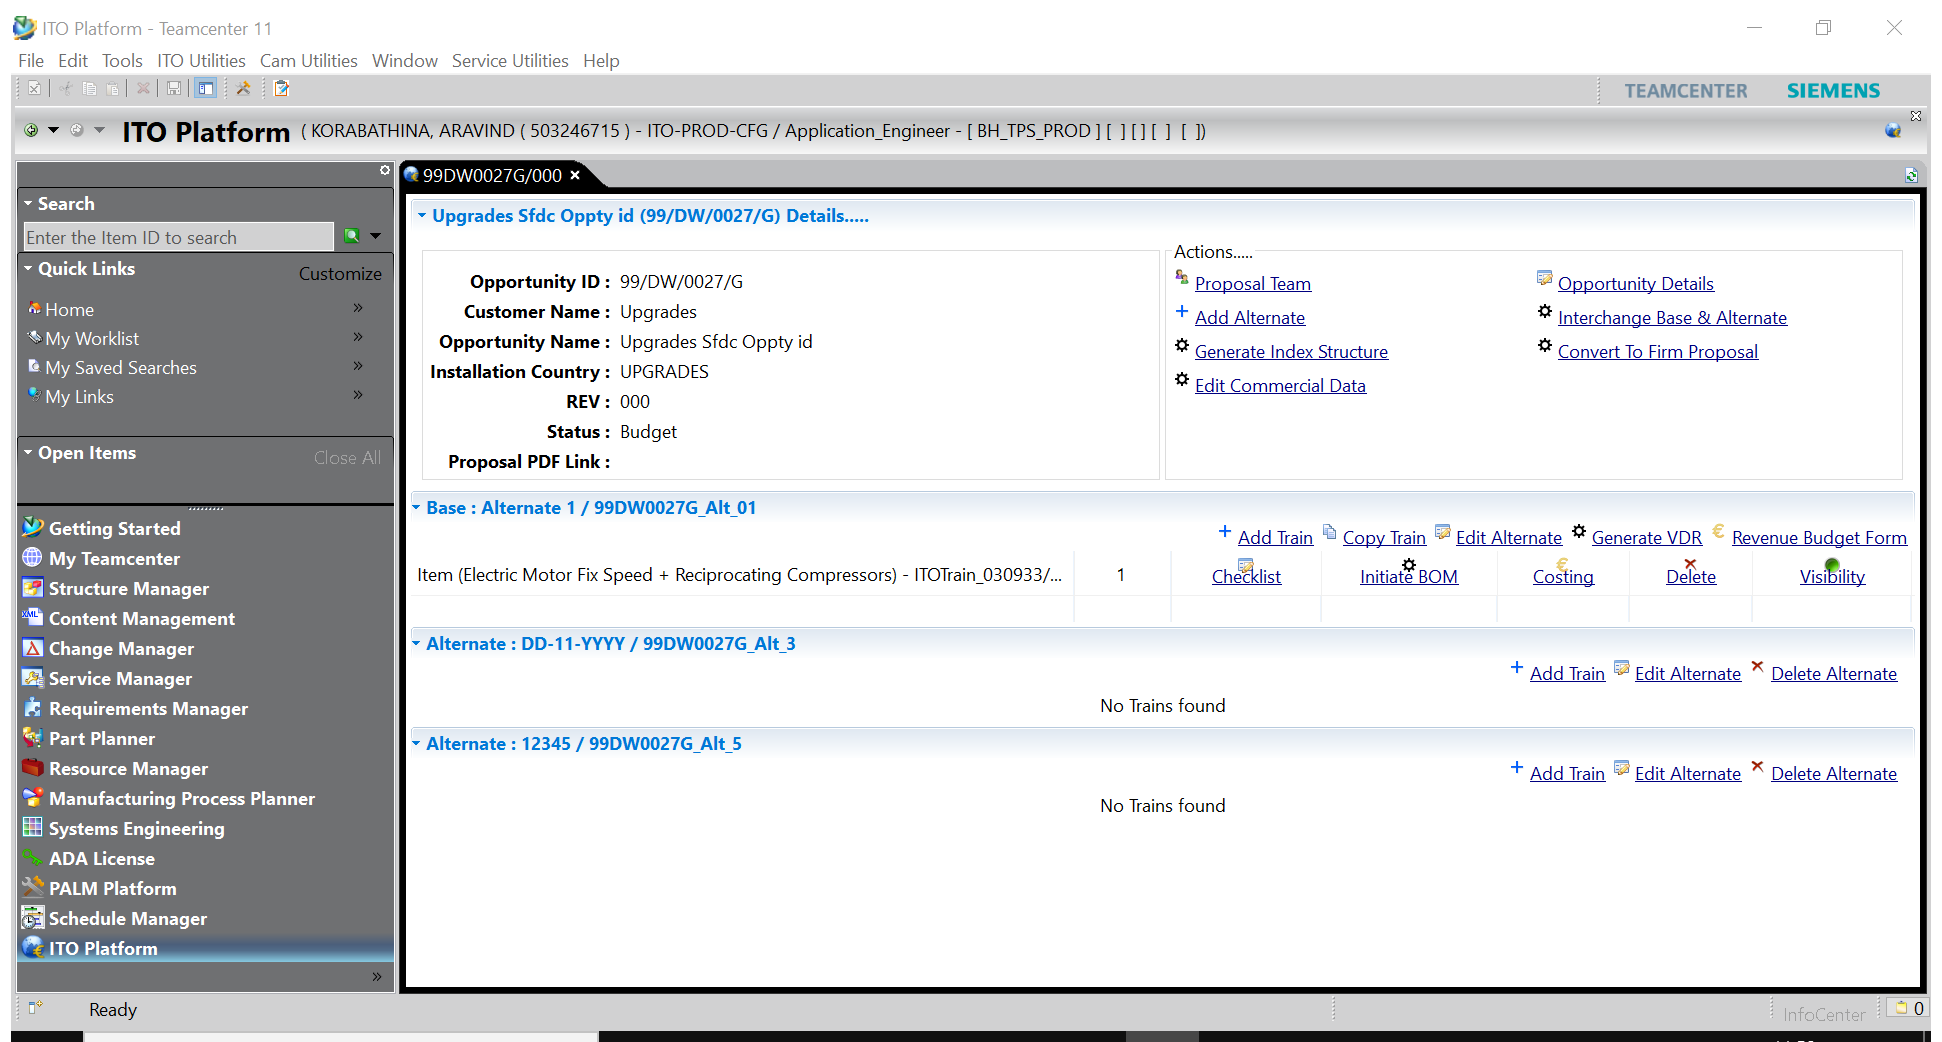 ITO Platform - Teamcenter 11
File Edit Tools ITO Utilities Cam Utilities Window Service Utilities Help
TEAMCENTER SIEMENS
ITO Platform ( KORABATHINA, ARAVIND ( 503246715 ) - ITO-PROD-CFG / Application_Engineer - [ BH_TPS_PROD ] [ ] [ ] [ ] [ ])
Search
Enter the Item ID to search
Quick Links Customize
Home »
My Worklist »
My Saved Searches »
My Links »
Open Items Close All
Getting Started
My Teamcenter
Structure Manager
Content Management
Change Manager
Service Manager
Requirements Manager
Part Planner
Resource Manager
Manufacturing Process Planner
Systems Engineering
ADA License
PALM Platform
Schedule Manager
ITO Platform
»
99DW0027G/000
Upgrades Sfdc Oppty id (99/DW/0027/G) Details.....
Opportunity ID : 99/DW/0027/G
Customer Name : Upgrades
Opportunity Name : Upgrades Sfdc Oppty id
Installation Country : UPGRADES
REV : 000
Status : Budget
Proposal PDF Link :
Actions.....
Proposal Team Opportunity Details
Add Alternate Interchange Base & Alternate
Generate Index Structure Convert To Firm Proposal
Edit Commercial Data
Base : Alternate 1 / 99DW0027G_Alt_01
Add Train Copy Train Edit Alternate Generate VDR € Revenue Budget Form
Item (Electric Motor Fix Speed + Reciprocating Compressors) - ITOTrain_030933/... 1 Checklist Initiate BOM Costing Delete Visibility
Alternate : DD-11-YYYY / 99DW0027G_Alt_3
Add Train Edit Alternate Delete Alternate
No Trains found
Alternate : 12345 / 99DW0027G_Alt_5
Add Train Edit Alternate Delete Alternate
No Trains found
Ready
InfoCenter 0